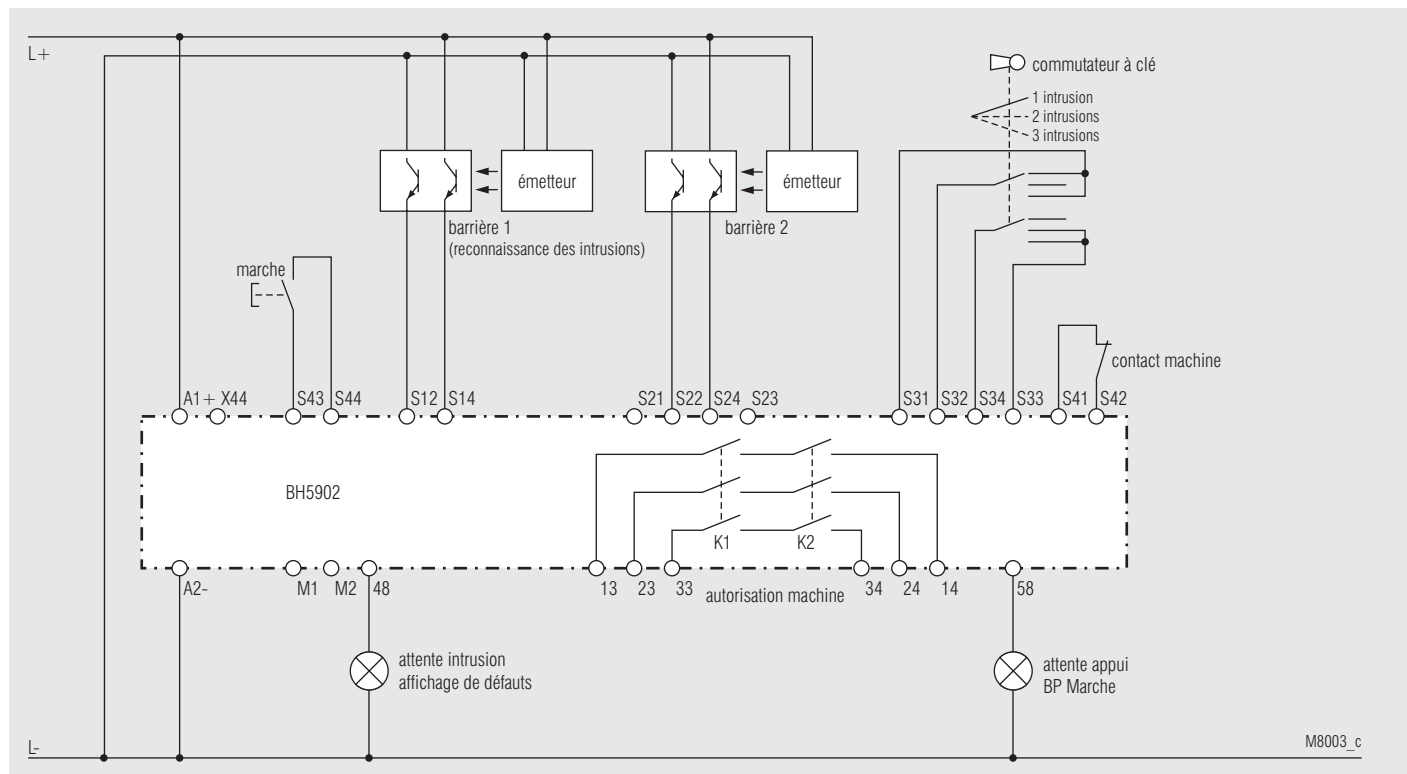 L+
commutateur à clé
1 intrusion
2 intrusions
3 intrusions
émetteur
émetteur
barrière 1
(reconnaissance des intrusions)
barrière 2
marche
contact machine
A1+ X44 S43 S44 S12 S14 S21 S22 S24 S23 S31 S32 S34 S33 S41 S42
BH5902
K1 K2
A2- M1 M2 48 13 23 33 autorisation machine 34 24 14 58
attente intrusion
affichage de défauts
attente appui
BP Marche
L-
M8003_c